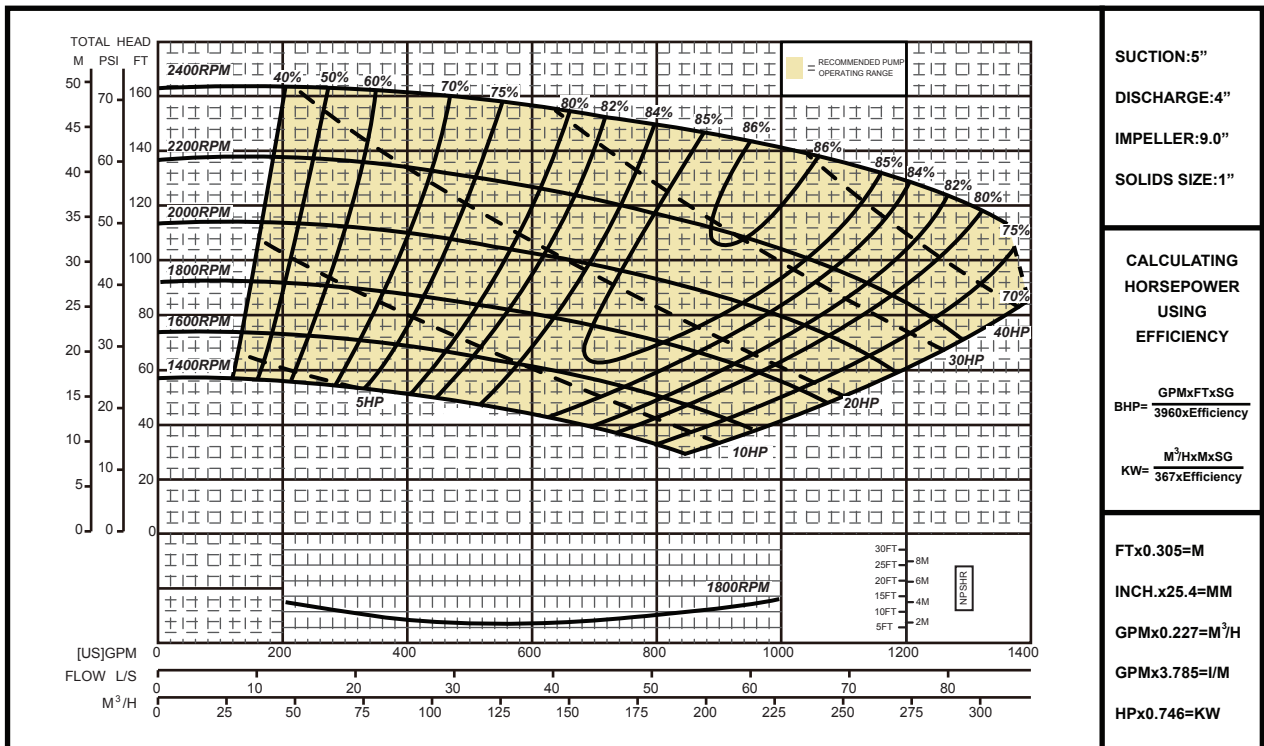 TOTAL HEAD
M PSI FT
50
45
40
35
30
25
20
15
10
5
0
70
60
50
40
30
20
10
0
160
140
120
100
80
60
40
20
0
2400RPM
2200RPM
2000RPM
1800RPM
1600RPM
1400RPM
40% 50% 60% 70% 75% 80% 82% 84% 85% 86% 86% 85% 84% 82% 80% 75% 70%
= RECOMMENDED PUMP
OPERATING RANGE
5HP
10HP
20HP
30HP
40HP
1800RPM
30FT
25FT
20FT
15FT
10FT
5FT
8M
6M
4M
2M
NPSHR
[US]GPM 0 200 400 600 800 1000 1200 1400
FLOW L/S 0 10 20 30 40 50 60 70 80
M³/H 0 25 50 75 100 125 150 175 200 225 250 275 300
SUCTION:5”
DISCHARGE:4”
IMPELLER:9.0”
SOLIDS SIZE:1”
CALCULATING
HORSEPOWER
USING
EFFICIENCY
BHP= GPMxFTxSG
3960xEfficiency
KW= M³/HxMxSG
367xEfficiency
FTx0.305=M
INCH.x25.4=MM
GPMx0.227=M³/H
GPMx3.785=I/M
HPx0.746=KW